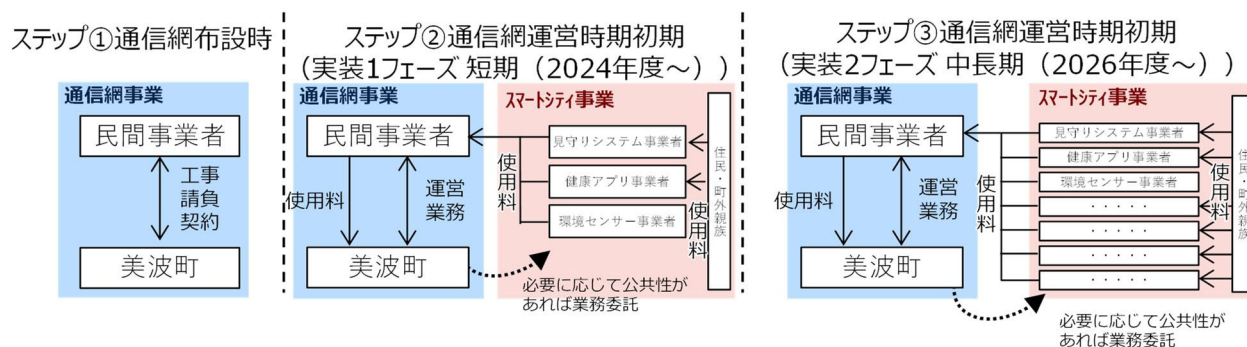 ステップ①通信網布設時
通信網事業
民間事業者
工事
請負
契約
美波町
ステップ②通信網運営時期初期
（実装1フェーズ 短期（2024年度～））
通信網事業
民間事業者
使用料
運営
業務
美波町
スマートシティ事業
使用料
見守りシステム事業者
健康アプリ事業者
環境センサー事業者
使用料
住民・町外親族
必要に応じて公共性が
あれば業務委託
ステップ③通信網運営時期初期
（実装2フェーズ 中長期（2026年度～））
通信網事業
民間事業者
使用料
運営
業務
美波町
スマートシティ事業
使用料
見守りシステム事業者
健康アプリ事業者
環境センサー事業者
・・・・・
・・・・・
・・・・・
・・・・・
使用料
住民・町外親族
必要に応じて公共性が
あれば業務委託